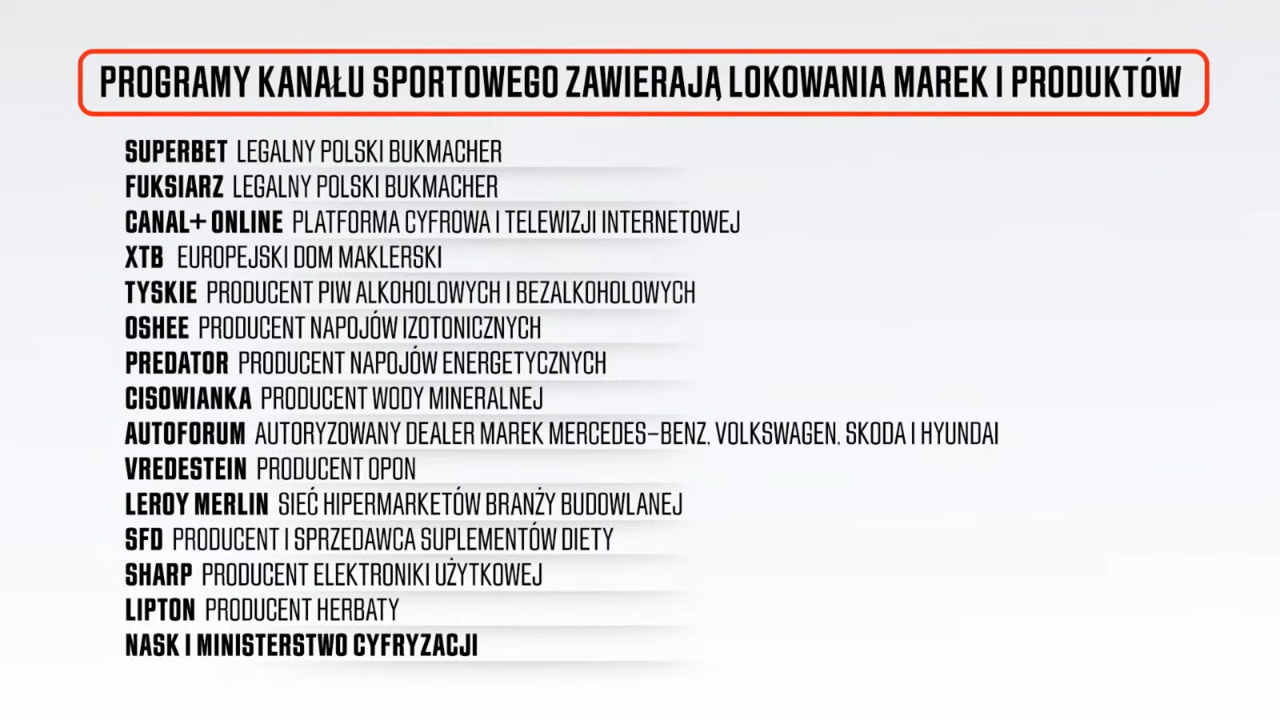 PROGRAMY KANAŁU SPORTOWEGO ZAWIERAJĄ LOKOWANIA MAREK I PRODUKTÓW
SUPERBET LEGALNY POLSKI BUKMACHER
FUKSIARZ LEGALNY POLSKI BUKMACHER
CANAL+ ONLINE PLATFORMA CYFROWA I TELEWIZJI INTERNETOWEJ
XTB EUROPEJSKI DOM MAKLERSKI
TYSKIE PRODUCENT PIW ALKOHOLOWYCH I BEZALKOHOLOWYCH
OSHEE PRODUCENT NAPOJÓW IZOTONICZNYCH
PREDATOR PRODUCENT NAPOJÓW ENERGETYCZNYCH
CISOWIANKA PRODUCENT WODY MINERALNEJ
AUTOFORUM AUTORYZOWANY DEALER MAREK MERCEDES-BENZ, VOLKSWAGEN, SKODA I HYUNDAI
VREDESTEIN PRODUCENT OPON
LEROY MERLIN SIEĆ HIPERMARKETÓW BRANŻY BUDOWLANEJ
SFD PRODUCENT I SPRZEDAWCA SUPLEMENTÓW DIETY
SHARP PRODUCENT ELEKTRONIKI UŻYTKOWEJ
LIPTON PRODUCENT HERBATY
NASK I MINISTERSTWO CYFRYZACJI